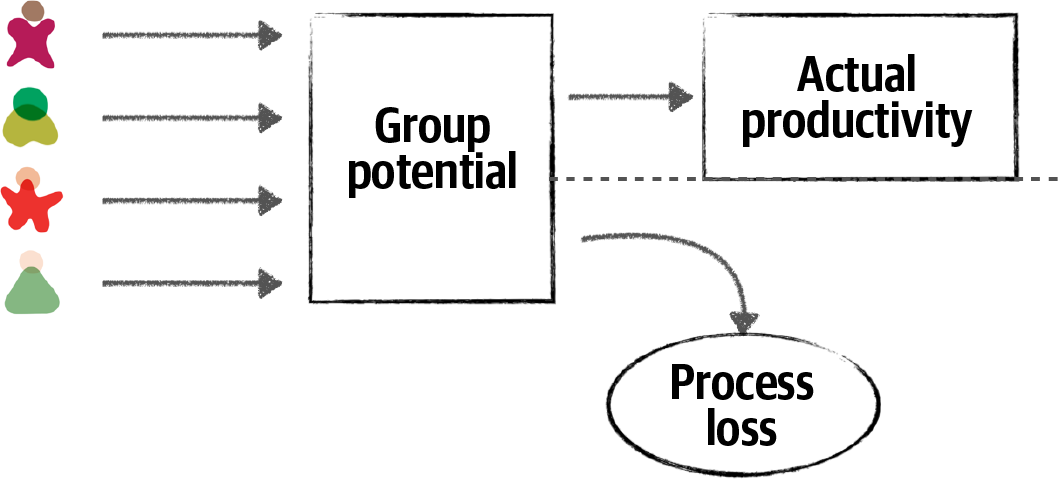 Group
potential
Actual
productivity
Process
loss